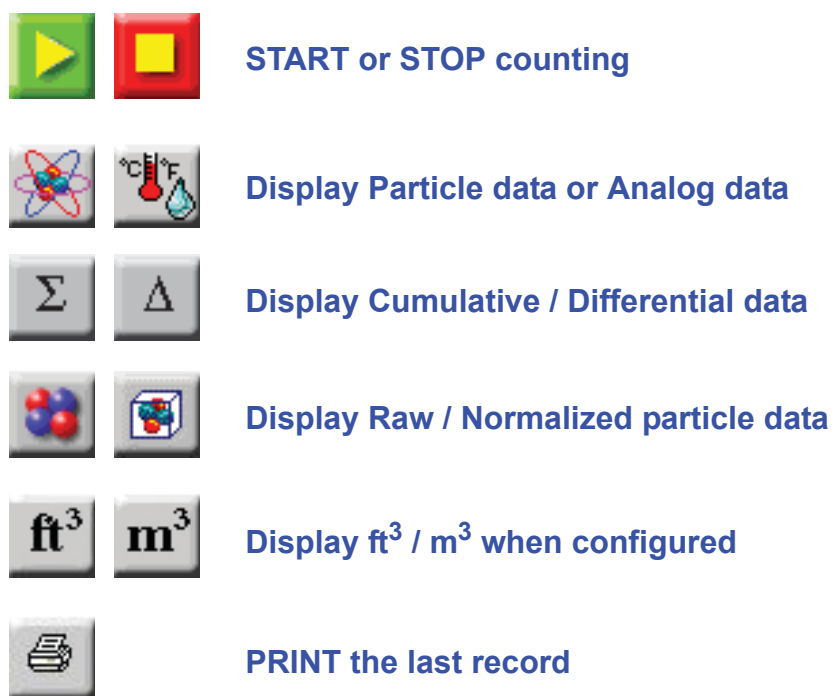 START or STOP counting
°C °F
Display Particle data or Analog data
Σ Δ
Display Cumulative / Differential data
Display Raw / Normalized particle data
ft³ m³
Display ft³ / m³ when configured
PRINT the last record